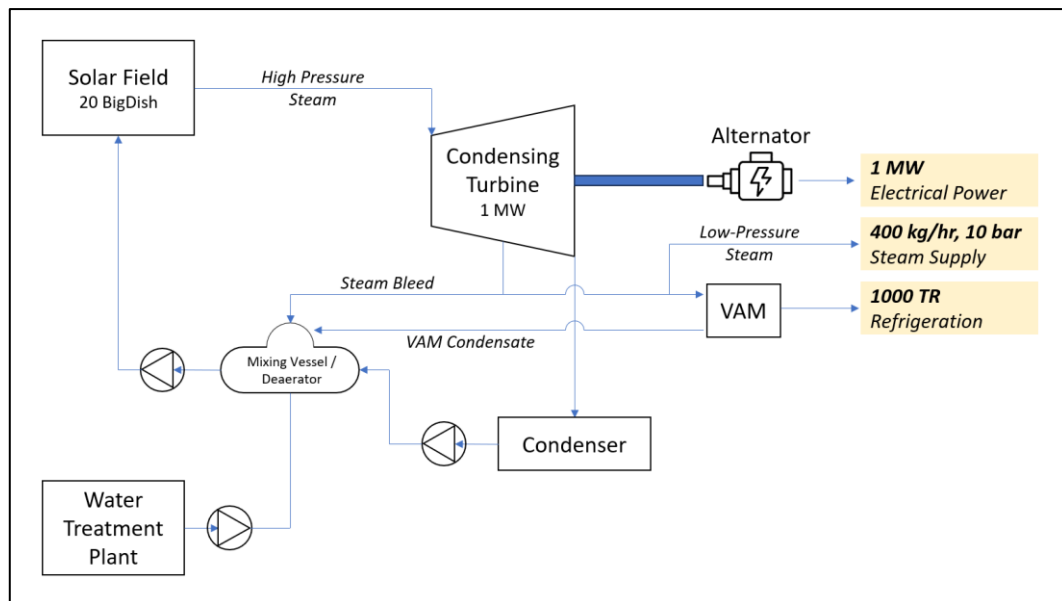 Solar Field
20 BigDish
High Pressure
Steam
Condensing
Turbine
1 MW
Alternator
1 MW
Electrical Power
Low-Pressure
Steam
400 kg/hr, 10 bar
Steam Supply
Steam Bleed
VAM
1000 TR
Refrigeration
VAM Condensate
Mixing Vessel /
Deaerator
Condenser
Water
Treatment
Plant